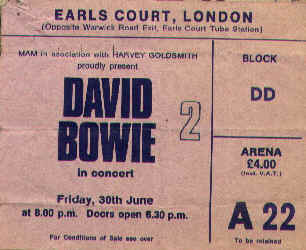 EARLS COURT, LONDON
(Opposite Warwick Road Exit, Earls Court Tube Station)
MAM in association with HARVEY GOLDSMITH
proudly present
DAVID
BOWIE
2
in concert
Friday, 30th June
at 8.00 p.m. Doors open 6.30 p.m.
For Conditions of Sale see over
BLOCK
DD
ARENA
£4.00
(Incl. V.A.T.)
A 22
To be retained